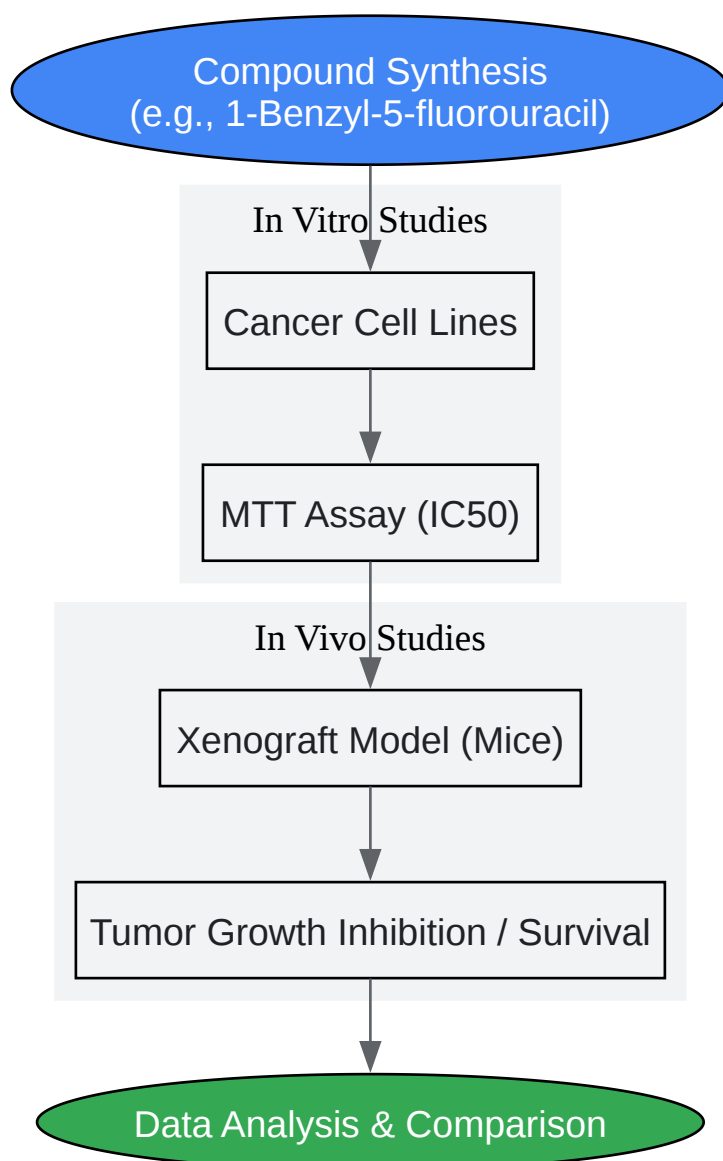 Compound Synthesis
(e.g., 1-Benzyl-5-fluorouracil)
In Vitro Studies
Cancer Cell Lines
MTT Assay (IC50)
In Vivo Studies
Xenograft Model (Mice)
Tumor Growth Inhibition / Survival
Data Analysis & Comparison